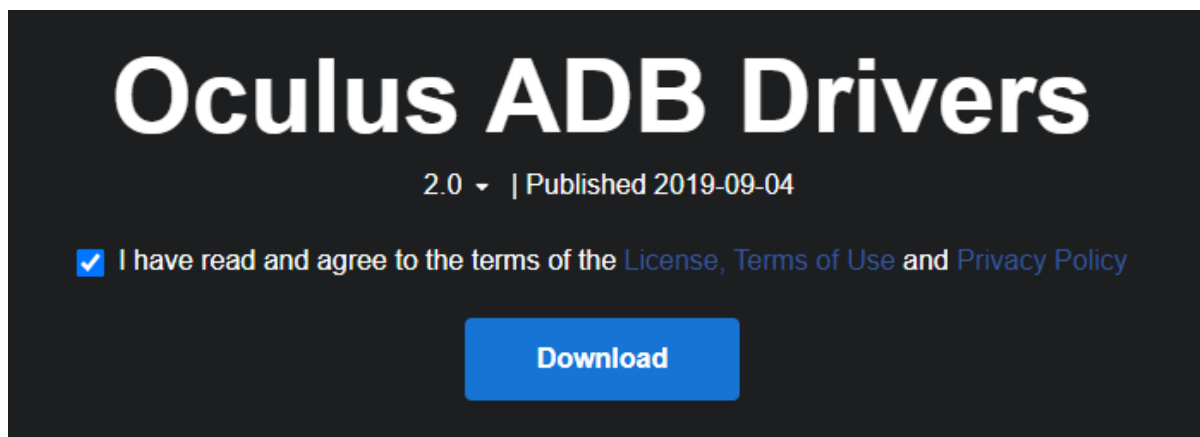 Oculus ADB Drivers
2.0 | Published 2019-09-04
I have read and agree to the terms of the License, Terms of Use and Privacy Policy
Download